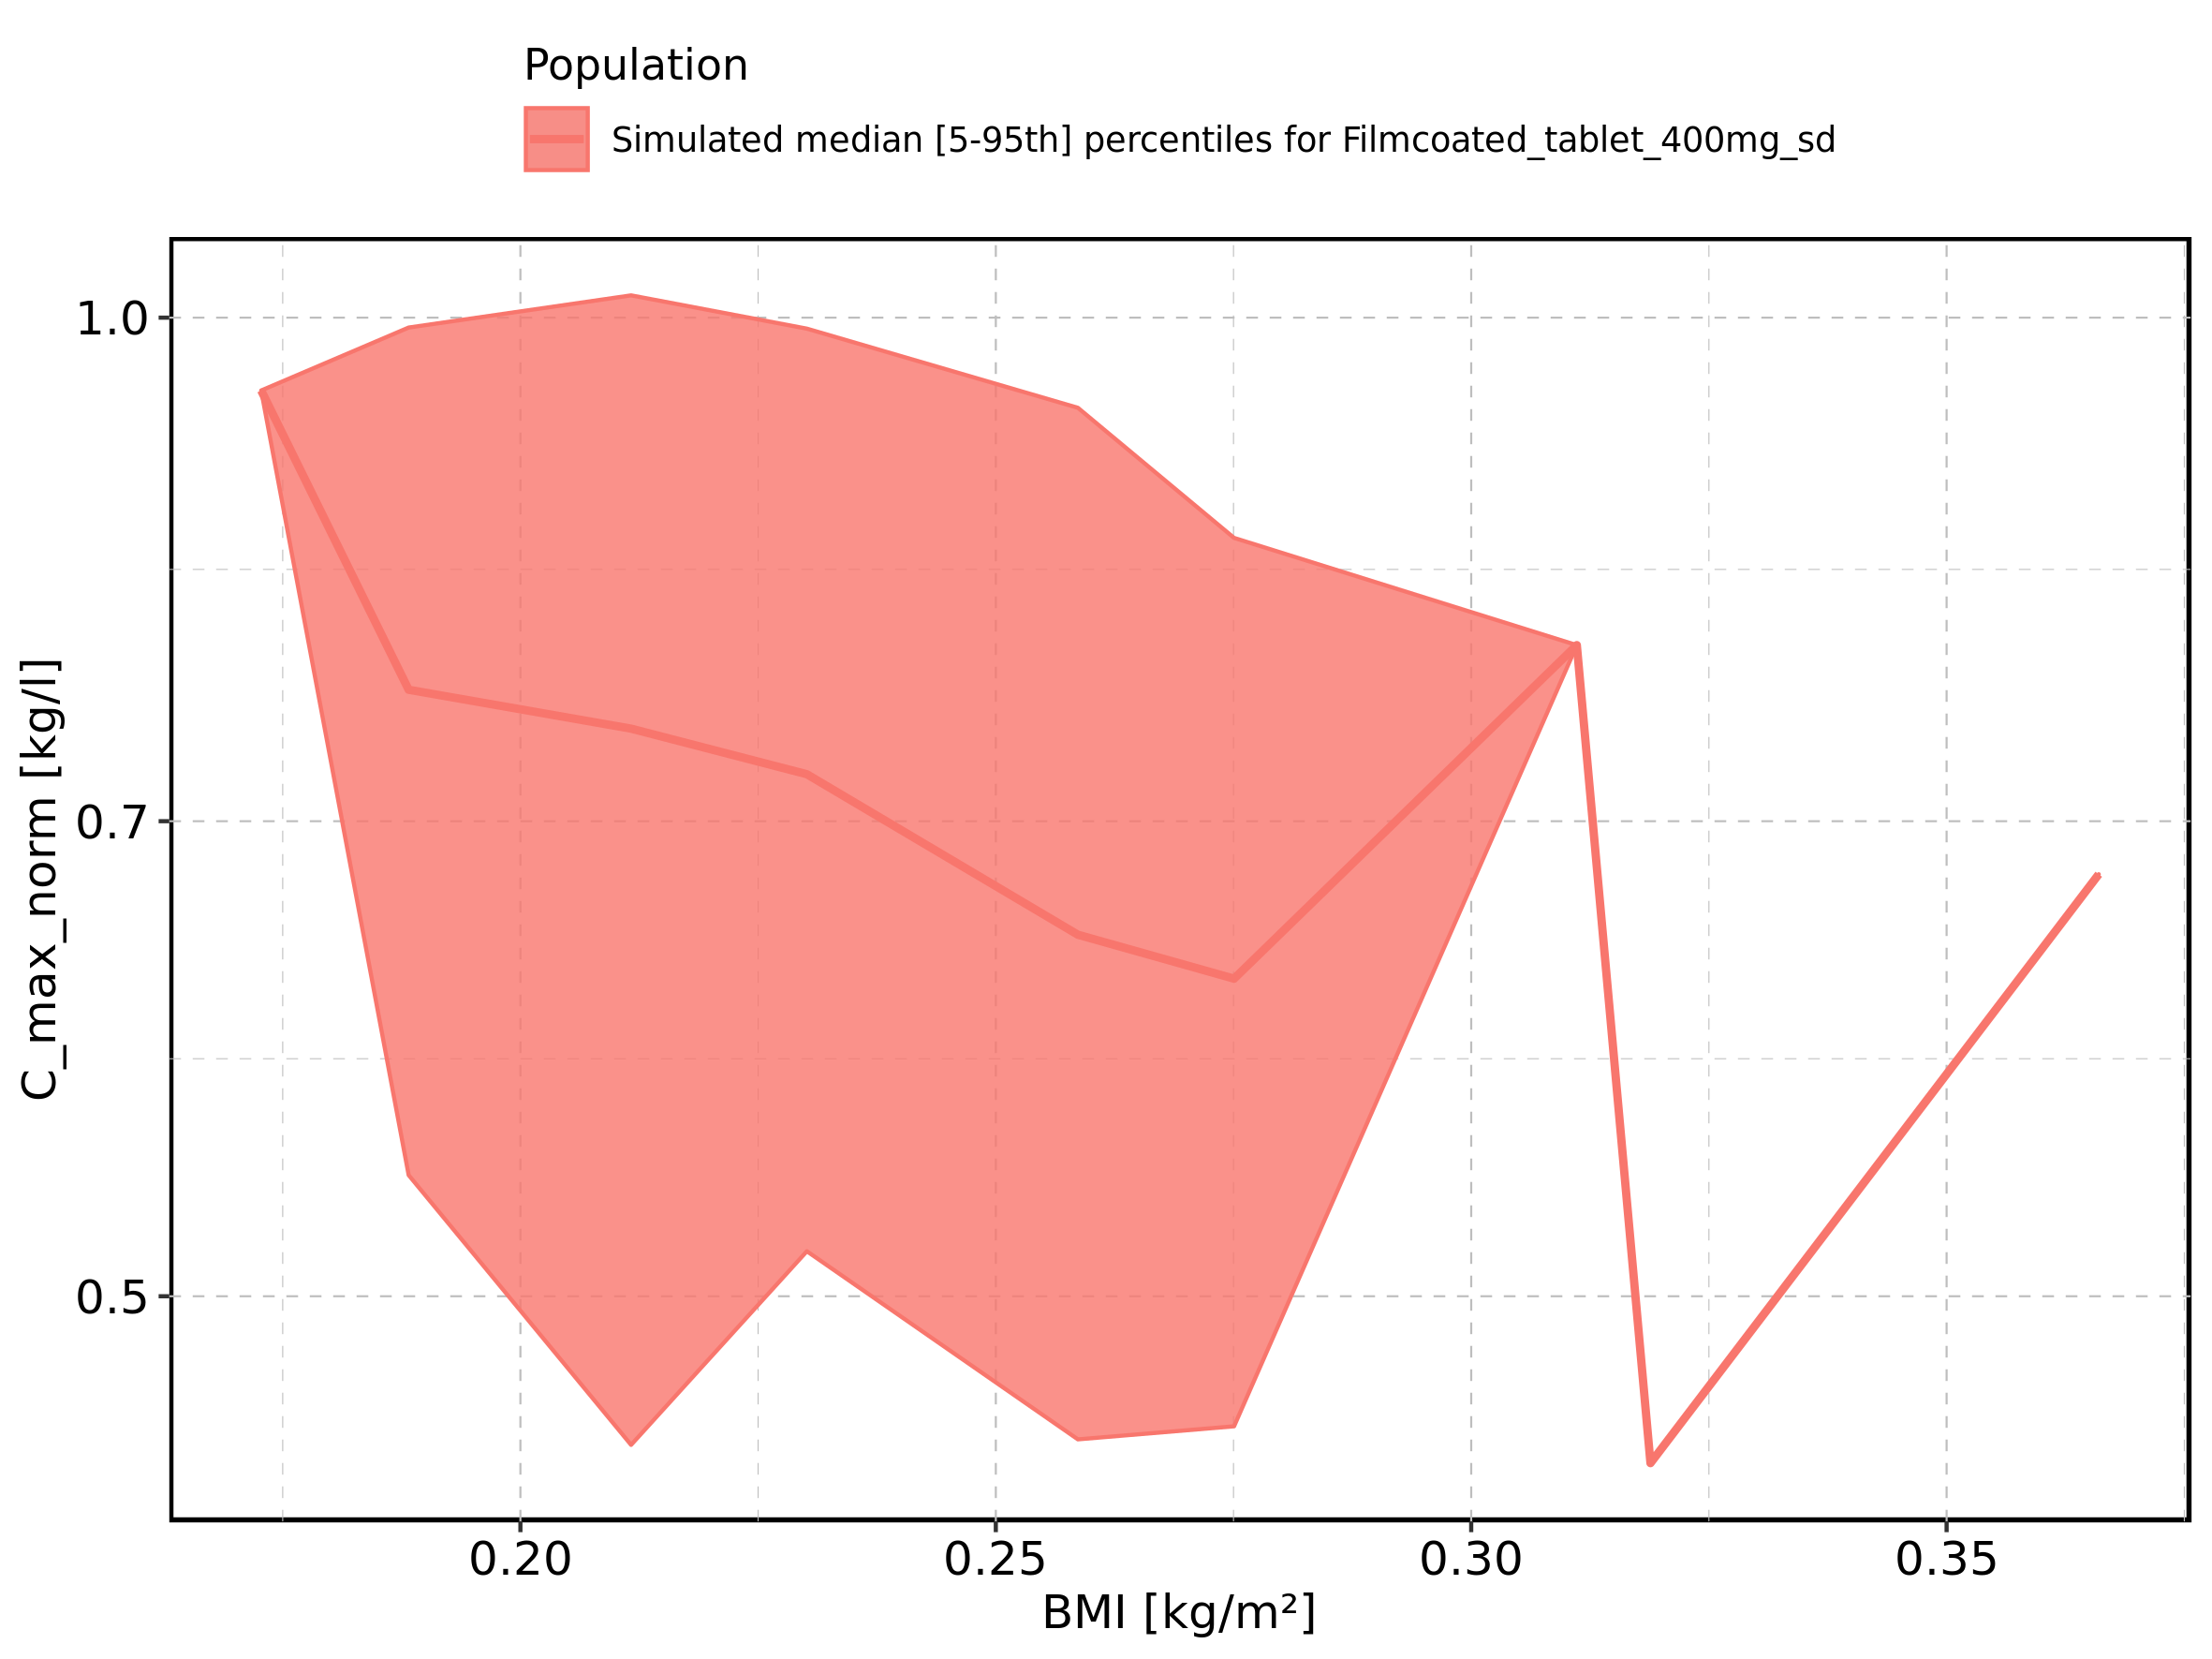 Population
Simulated median [5-95th] percentiles for Filmcoated_tablet_400mg_sd
C_max_norm [kg/l]
1.0
0.7
0.5
0.20
0.25
0.30
0.35
BMI [kg/m²]